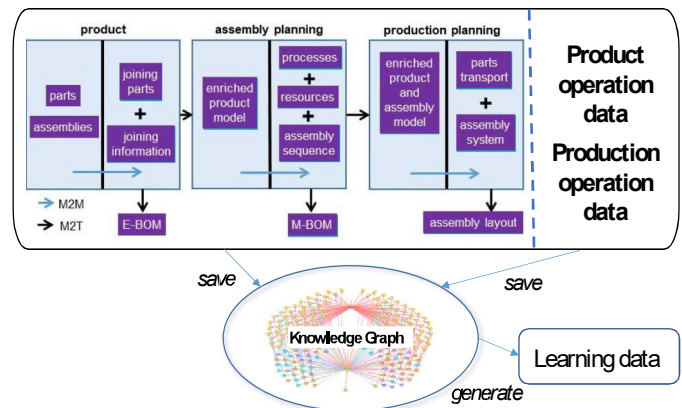 product
assembly planning
production planning
parts
assemblies
joining
parts
+
joining
information
enriched
product
model
processes
+
resources
+
assembly
sequence
enriched
product
and
assembly
model
parts
transport
+
assembly
system
M2M
M2T
E-BOM
M-BOM
assembly layout
Product
operation
data
Production
operation
data
save
save
Knowledge Graph
generate
Learning data